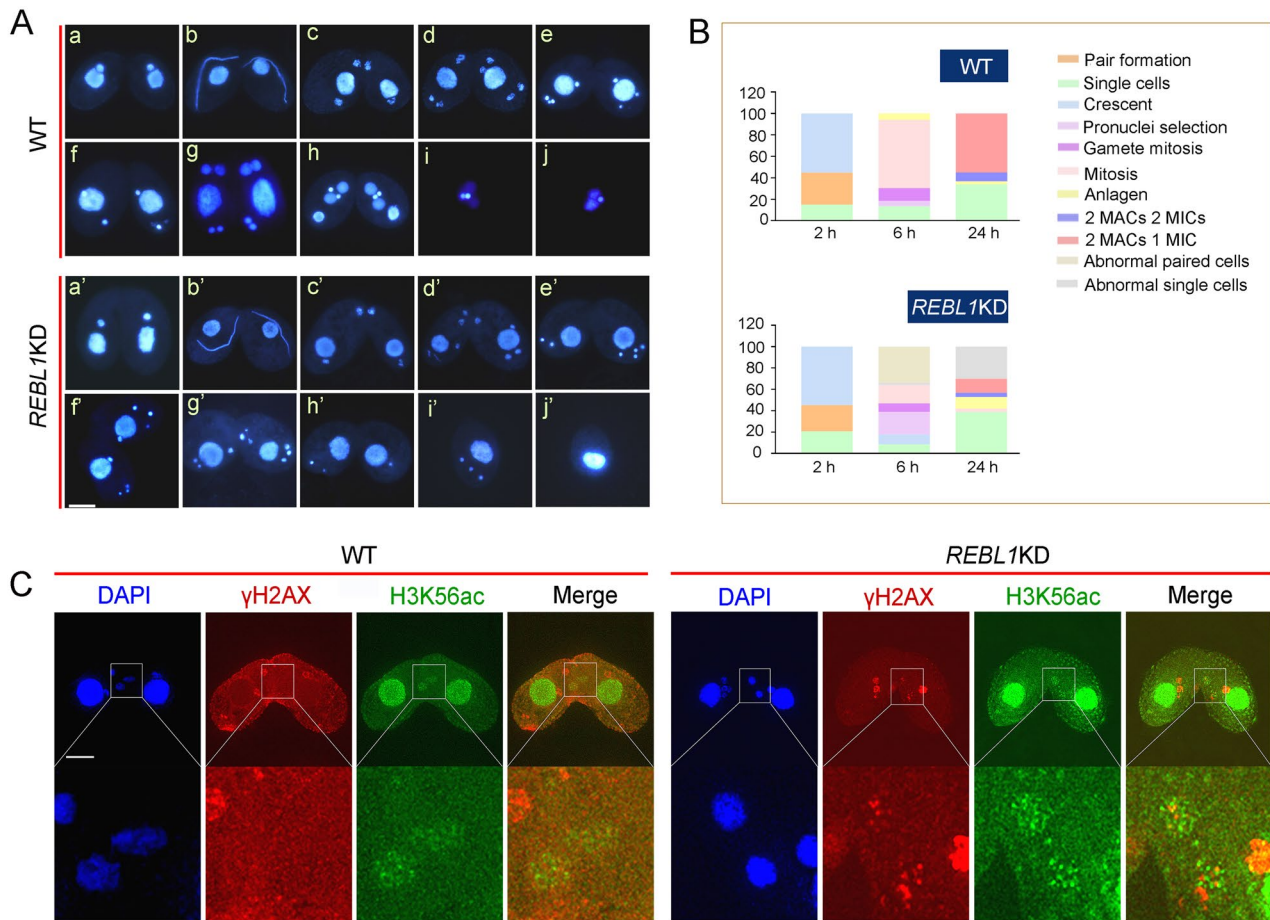 A
WT
a
b
c
d
e
f
g
h
i
j
REBL1KD
a'
b'
c'
d'
e'
f'
g'
h'
i'
j'
B
WT
120
100
80
60
40
20
0
2 h
6 h
24 h
REBL1KD
120
100
80
60
40
20
0
2 h
6 h
24 h
Pair formation
Single cells
Crescent
Pronuclei selection
Gamete mitosis
Mitosis
Anlagen
2 MACs 2 MICs
2 MACs 1 MIC
Abnormal paired cells
Abnormal single cells
C
WT
DAPI
γH2AX
H3K56ac
Merge
REBL1KD
DAPI
γH2AX
H3K56ac
Merge